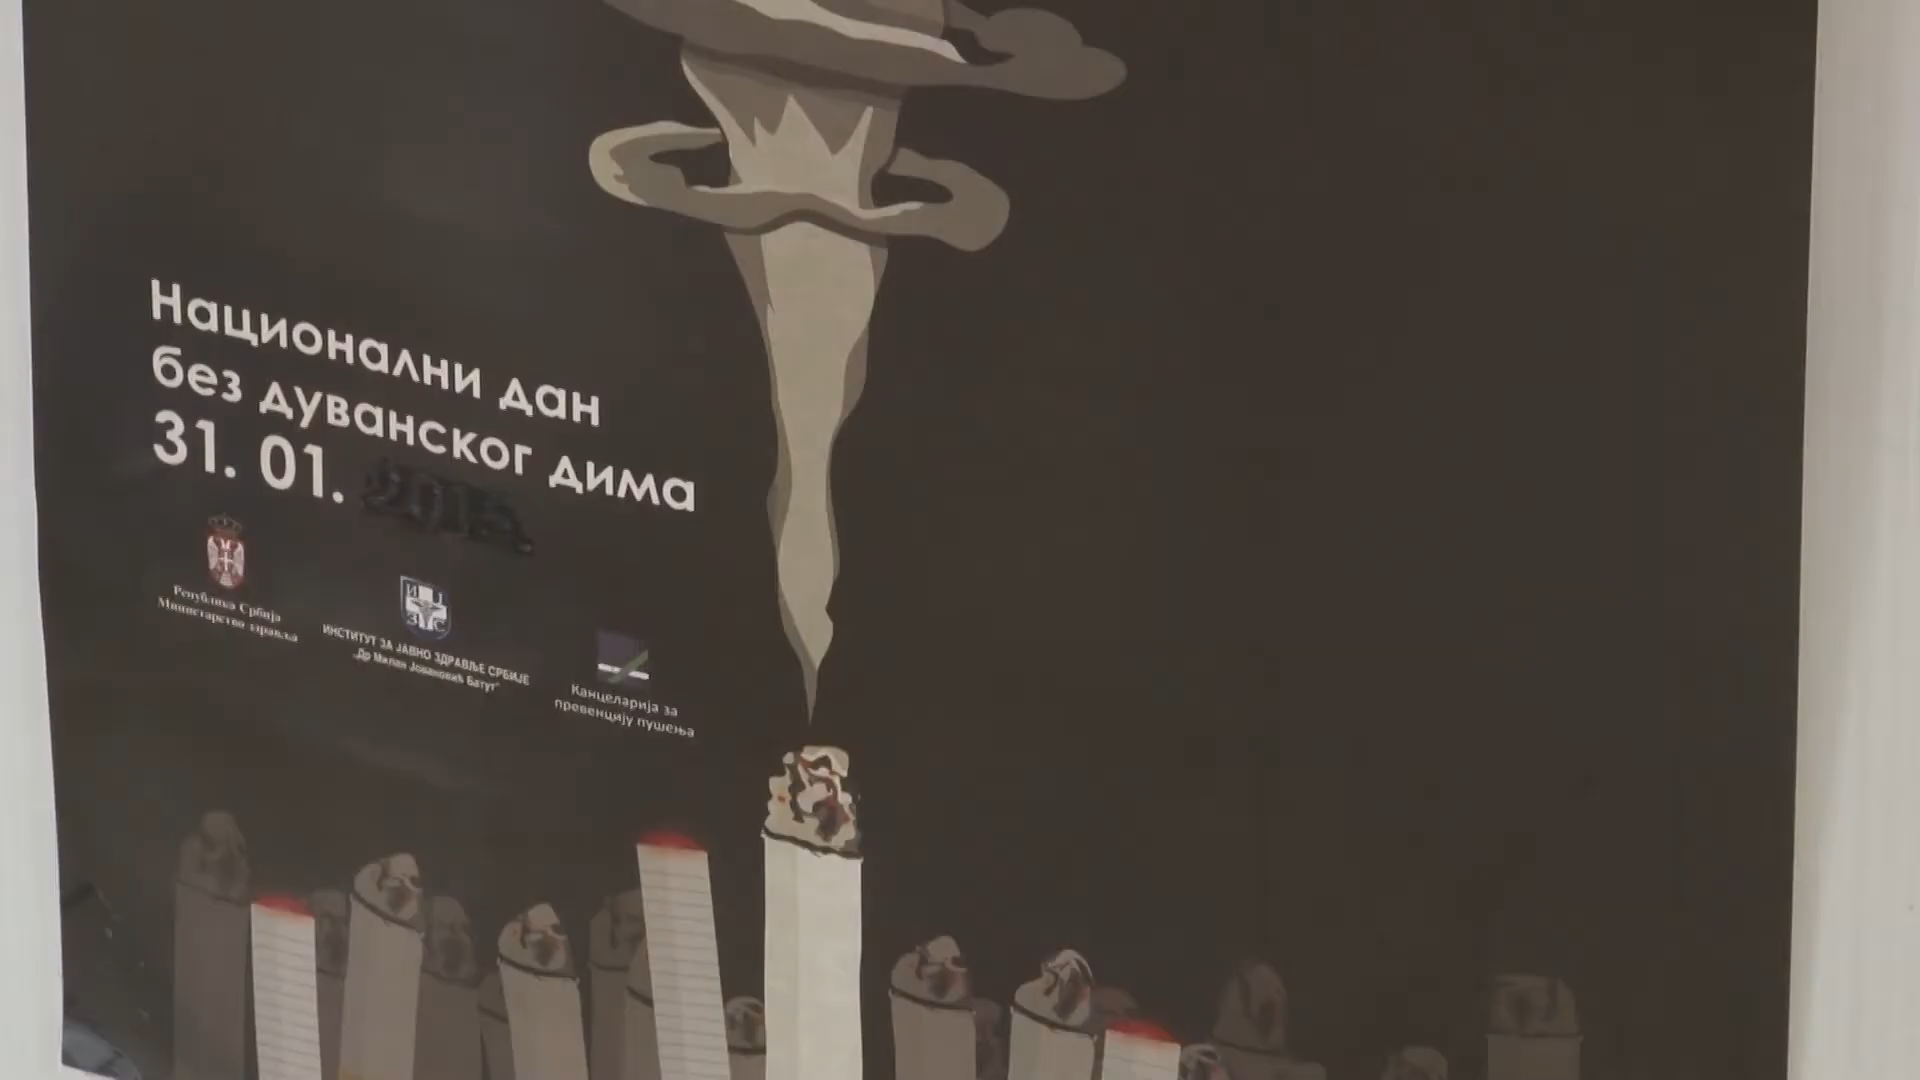 Национални дан
без дуванског дима
31. 01.
Република Србија
Министарство здравља
И Ј
З С
ИНСТИТУТ ЗА ЈАВНО ЗДРАВЉЕ СРБИЈЕ
„Др Милан Јовановић Батут“
Канцеларија за
превенцију пушења